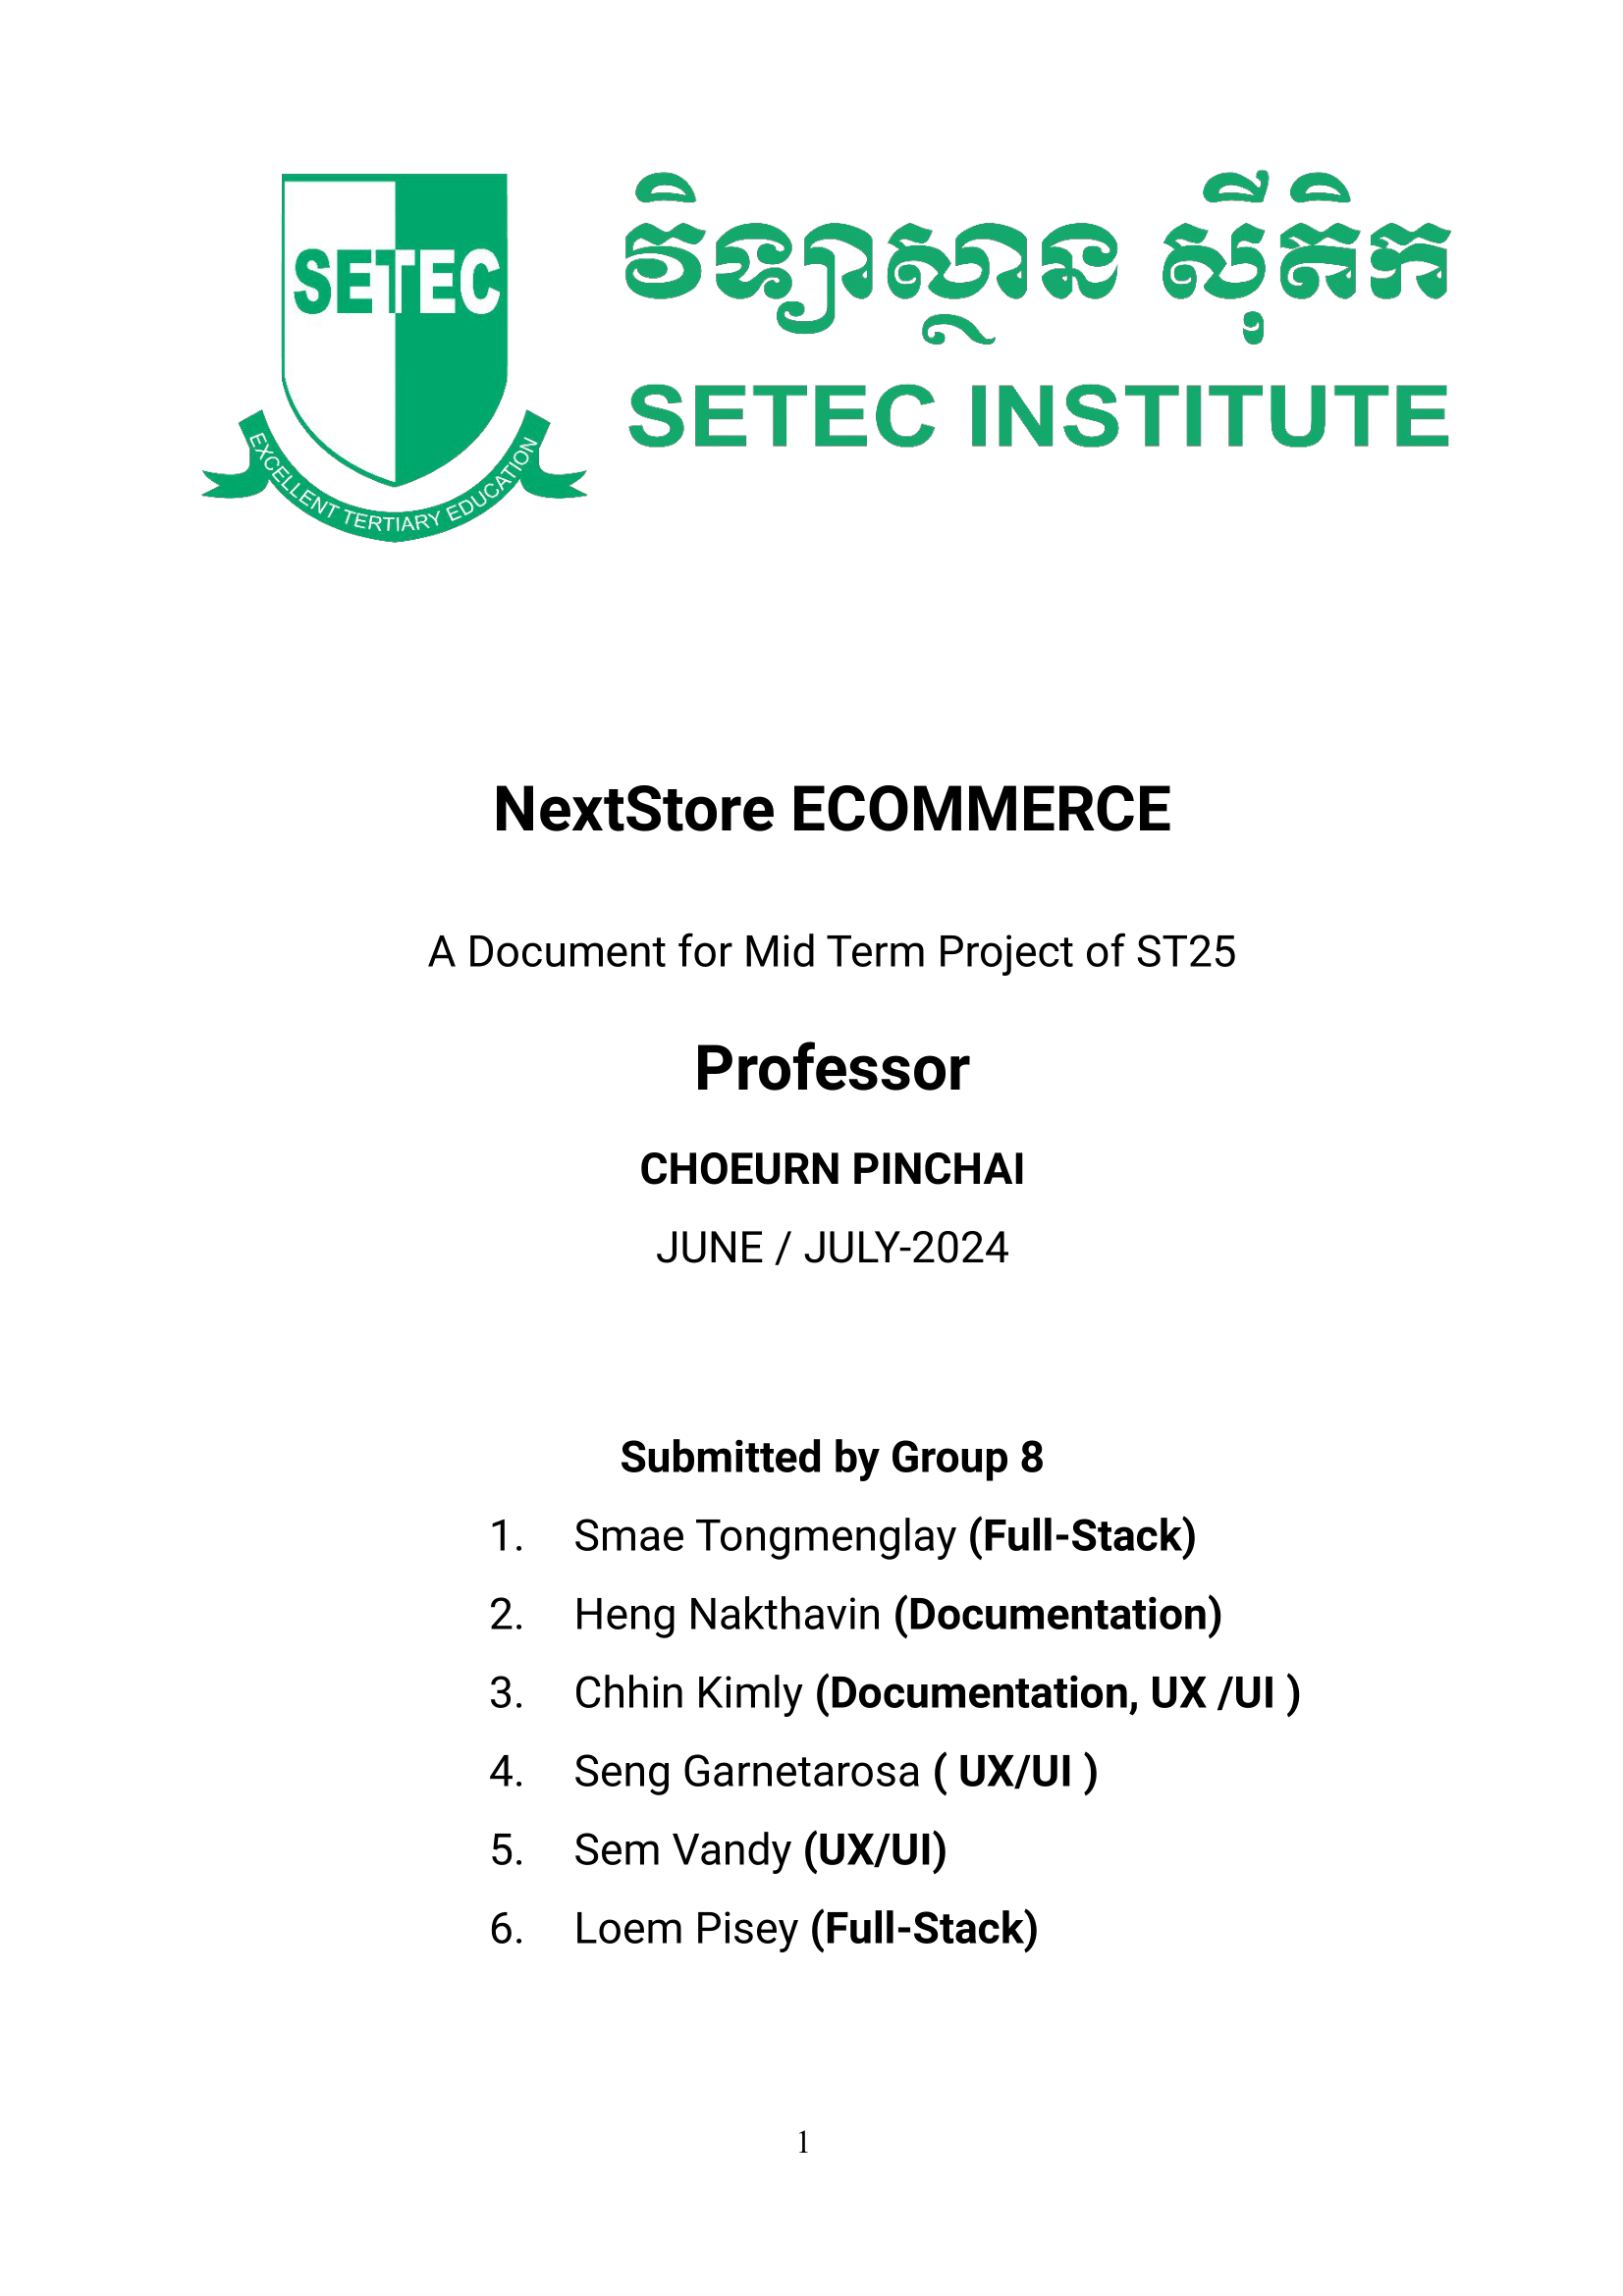 SETEC
EXCELLENT TERTIARY EDUCATION
វិទ្យាស្ថាន ស៊ីតិក
SETEC INSTITUTE
NextStore ECOMMERCE
A Document for Mid Term Project of ST25
Professor
CHOEURN PINCHAI
JUNE / JULY-2024
Submitted by Group 8
1. Smae Tongmenglay (Full-Stack)
2. Heng Nakthavin (Documentation)
3. Chhin Kimly (Documentation, UX /UI )
4. Seng Garnetarosa ( UX/UI )
5. Sem Vandy (UX/UI)
6. Loem Pisey (Full-Stack)
1